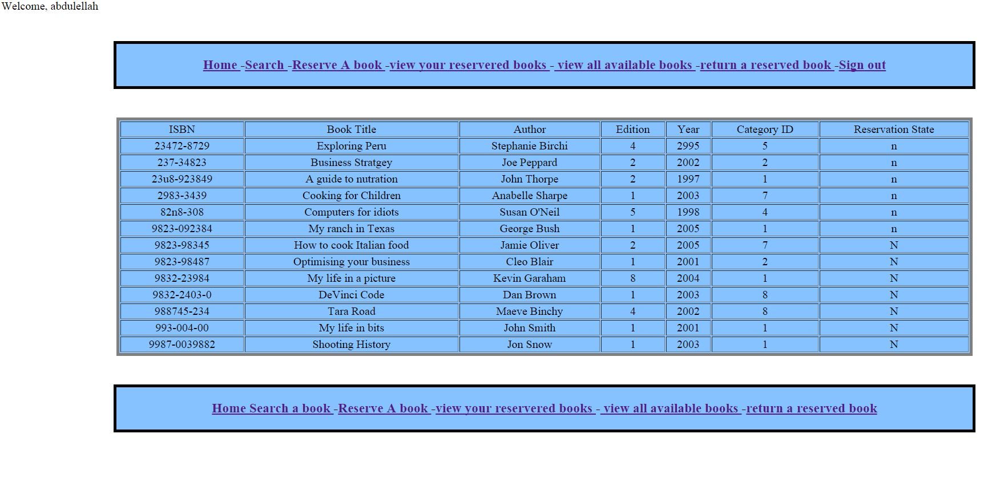 Welcome, abdulellah
Home -Search -Reserve A book -view your reservered books - view all available books -return a reserved book -Sign out
ISBN Book Title Author Edition Year Category ID Reservation State
23472-8729 Exploring Peru Stephanie Birchi 4 2995 5 n
237-34823 Business Stratgey Joe Peppard 2 2002 2 n
23u8-923849 A guide to nutration John Thorpe 2 1997 1 n
2983-3439 Cooking for Children Anabelle Sharpe 1 2003 7 n
82n8-308 Computers for idiots Susan O'Neil 5 1998 4 n
9823-092384 My ranch in Texas George Bush 1 2005 1 n
9823-98345 How to cook Italian food Jamie Oliver 2 2005 7 N
9823-98487 Optimising your business Cleo Blair 1 2001 2 N
9832-23984 My life in a picture Kevin Garaham 8 2004 1 N
9832-2403-0 DeVinci Code Dan Brown 1 2003 8 N
988745-234 Tara Road Maeve Binchy 4 2002 8 N
993-004-00 My life in bits John Smith 1 2001 1 N
9987-0039882 Shooting History Jon Snow 1 2003 1 N
Home Search a book -Reserve A book -view your reservered books - view all available books -return a reserved book